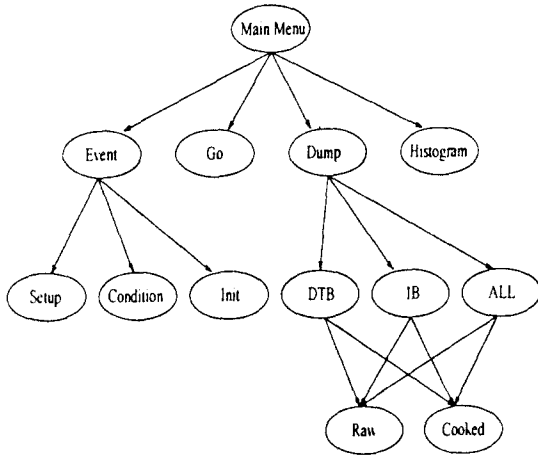 Main Menu
Event
Go
Dump
Histogram
Setup
Condition
Init
DTB
IB
ALL
Raw
Cooked